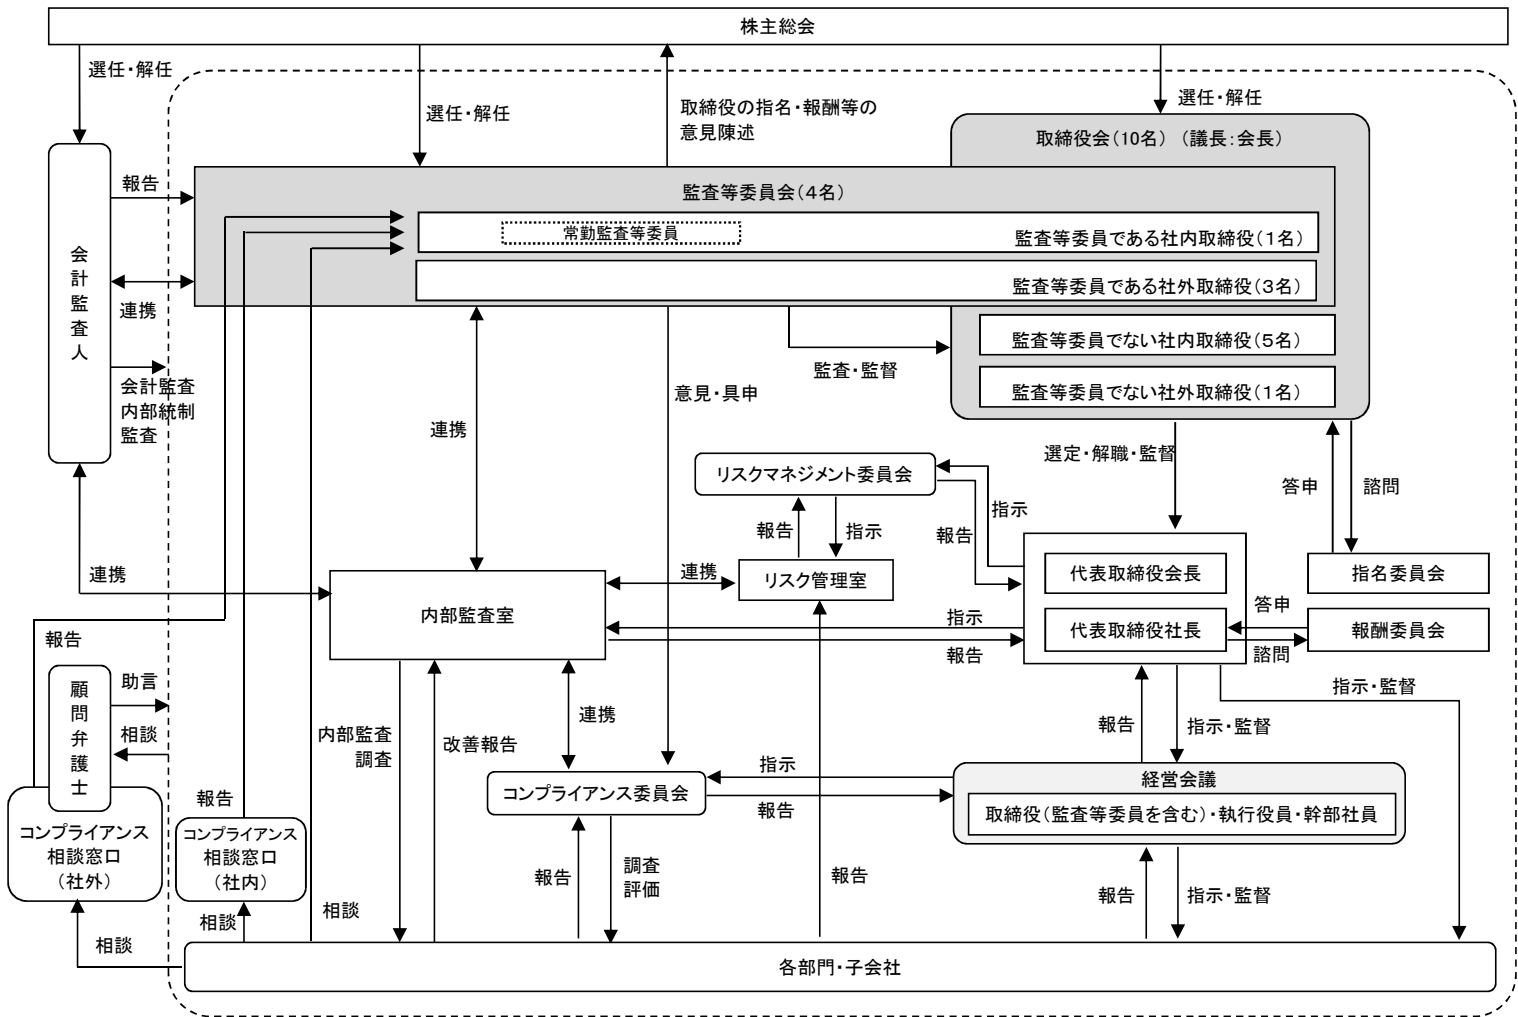 株主総会
選任・解任
選任・解任
取締役の指名・報酬等の
意見陳述
選任・解任
取締役会(10名) (議長:会長)
報告
監査等委員会(4名)
常勤監査等委員
監査等委員である社内取締役(1名)
会計監査人
連携
監査等委員である社外取締役(3名)
監査等委員でない社内取締役(5名)
監査・監督
会計監査
内部統制
監査
意見・具申
監査等委員でない社外取締役(1名)
連携
選定・解職・監督
リスクマネジメント委員会
答申
諮問
指示
報告
報告
指示
連携
連携
リスク管理室
代表取締役会長
指名委員会
内部監査室
指示
答申
代表取締役社長
報酬委員会
報告
報告
諮問
顧問弁護士
助言
指示・監督
相談
内部監査
調査
改善報告
連携
報告
指示・監督
指示
経営会議
報告
コンプライアンス委員会
報告
取締役(監査等委員を含む)・執行役員・幹部社員
コンプライアンス
相談窓口
(社外)
コンプライアンス
相談窓口
(社内)
報告
調査
評価
報告
報告
指示・監督
相談
相談
相談
各部門・子会社